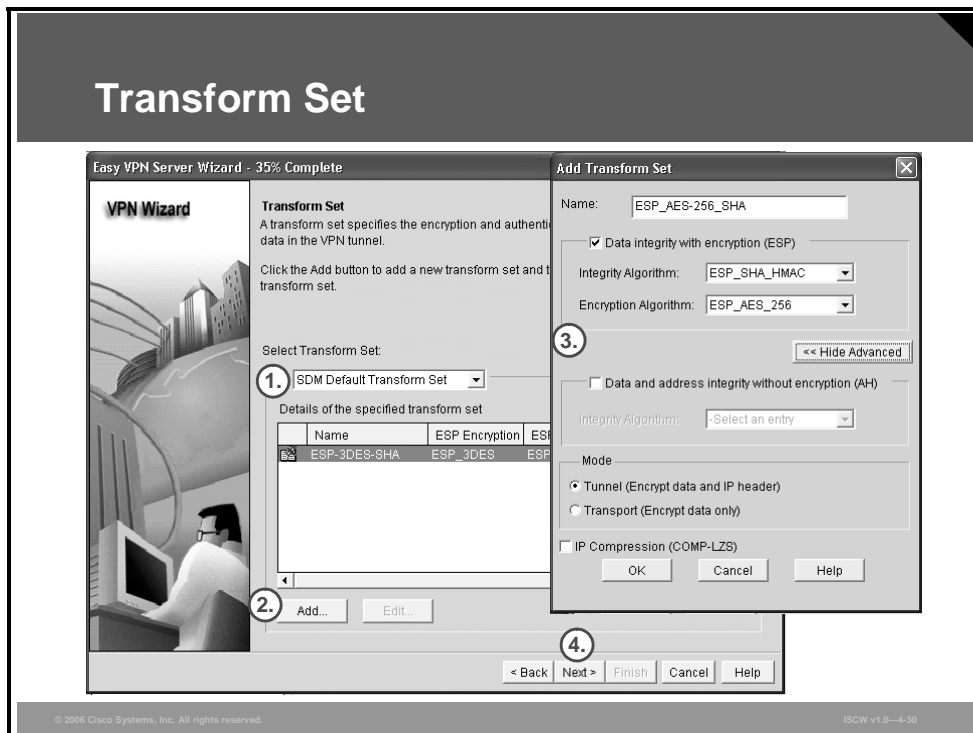 Transform Set
Easy VPN Server Wizard - 35% Complete
VPN Wizard
Transform Set
A transform set specifies the encryption and authenti
data in the VPN tunnel.
Click the Add button to add a new transform set and t
transform set.
Select Transform Set:
1.
SDM Default Transform Set
Details of the specified transform set
Name ESP Encryption ESP
ESP-3DES-SHA ESP_3DES ESP
2.
Add... Edit...
4.
< Back Next > Finish Cancel Help
Add Transform Set
Name: ESP_AES-256_SHA
Data integrity with encryption (ESP)
Integrity Algorithm: ESP_SHA_HMAC
Encryption Algorithm: ESP_AES_256
3.
<< Hide Advanced
Data and address integrity without encryption (AH)
Integrity Algorithm: -Select an entry
Mode
Tunnel (Encrypt data and IP header)
Transport (Encrypt data only)
IP Compression (COMP-LZS)
OK Cancel Help
© 2006 Cisco Systems, Inc. All rights reserved. ISCW v1.0—4-30